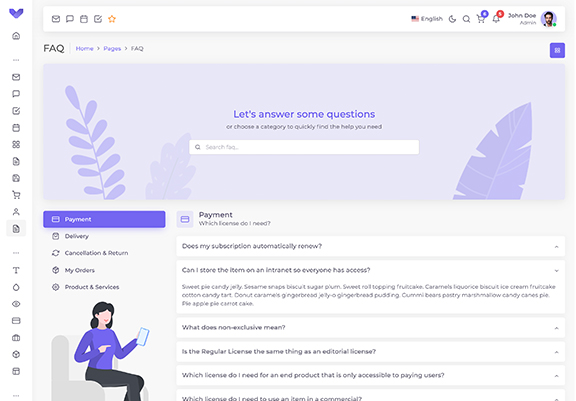 English
6
5
John Doe
Admin
FAQ
Home > Pages > FAQ
Let's answer some questions
or choose a category to quickly find the help you need
Search faq...
Payment
Delivery
Cancellation & Return
My Orders
Product & Services
Payment
Which license do I need?
Does my subscription automatically renew?
Can I store the item on an intranet so everyone has access?
Sweet pie candy jelly. Sesame snaps biscuit sugar plum. Sweet roll topping fruitcake. Caramels liquorice biscuit ice cream fruitcake
cotton candy tart. Donut caramels gingerbread jelly-o gingerbread pudding. Gummi bears pastry marshmallow candy canes pie.
Pie apple pie carrot cake.
What does non-exclusive mean?
Is the Regular License the same thing as an editorial license?
Which license do I need for an end product that is only accessible to paying users?
Which license do I need to use an item in a commercial?